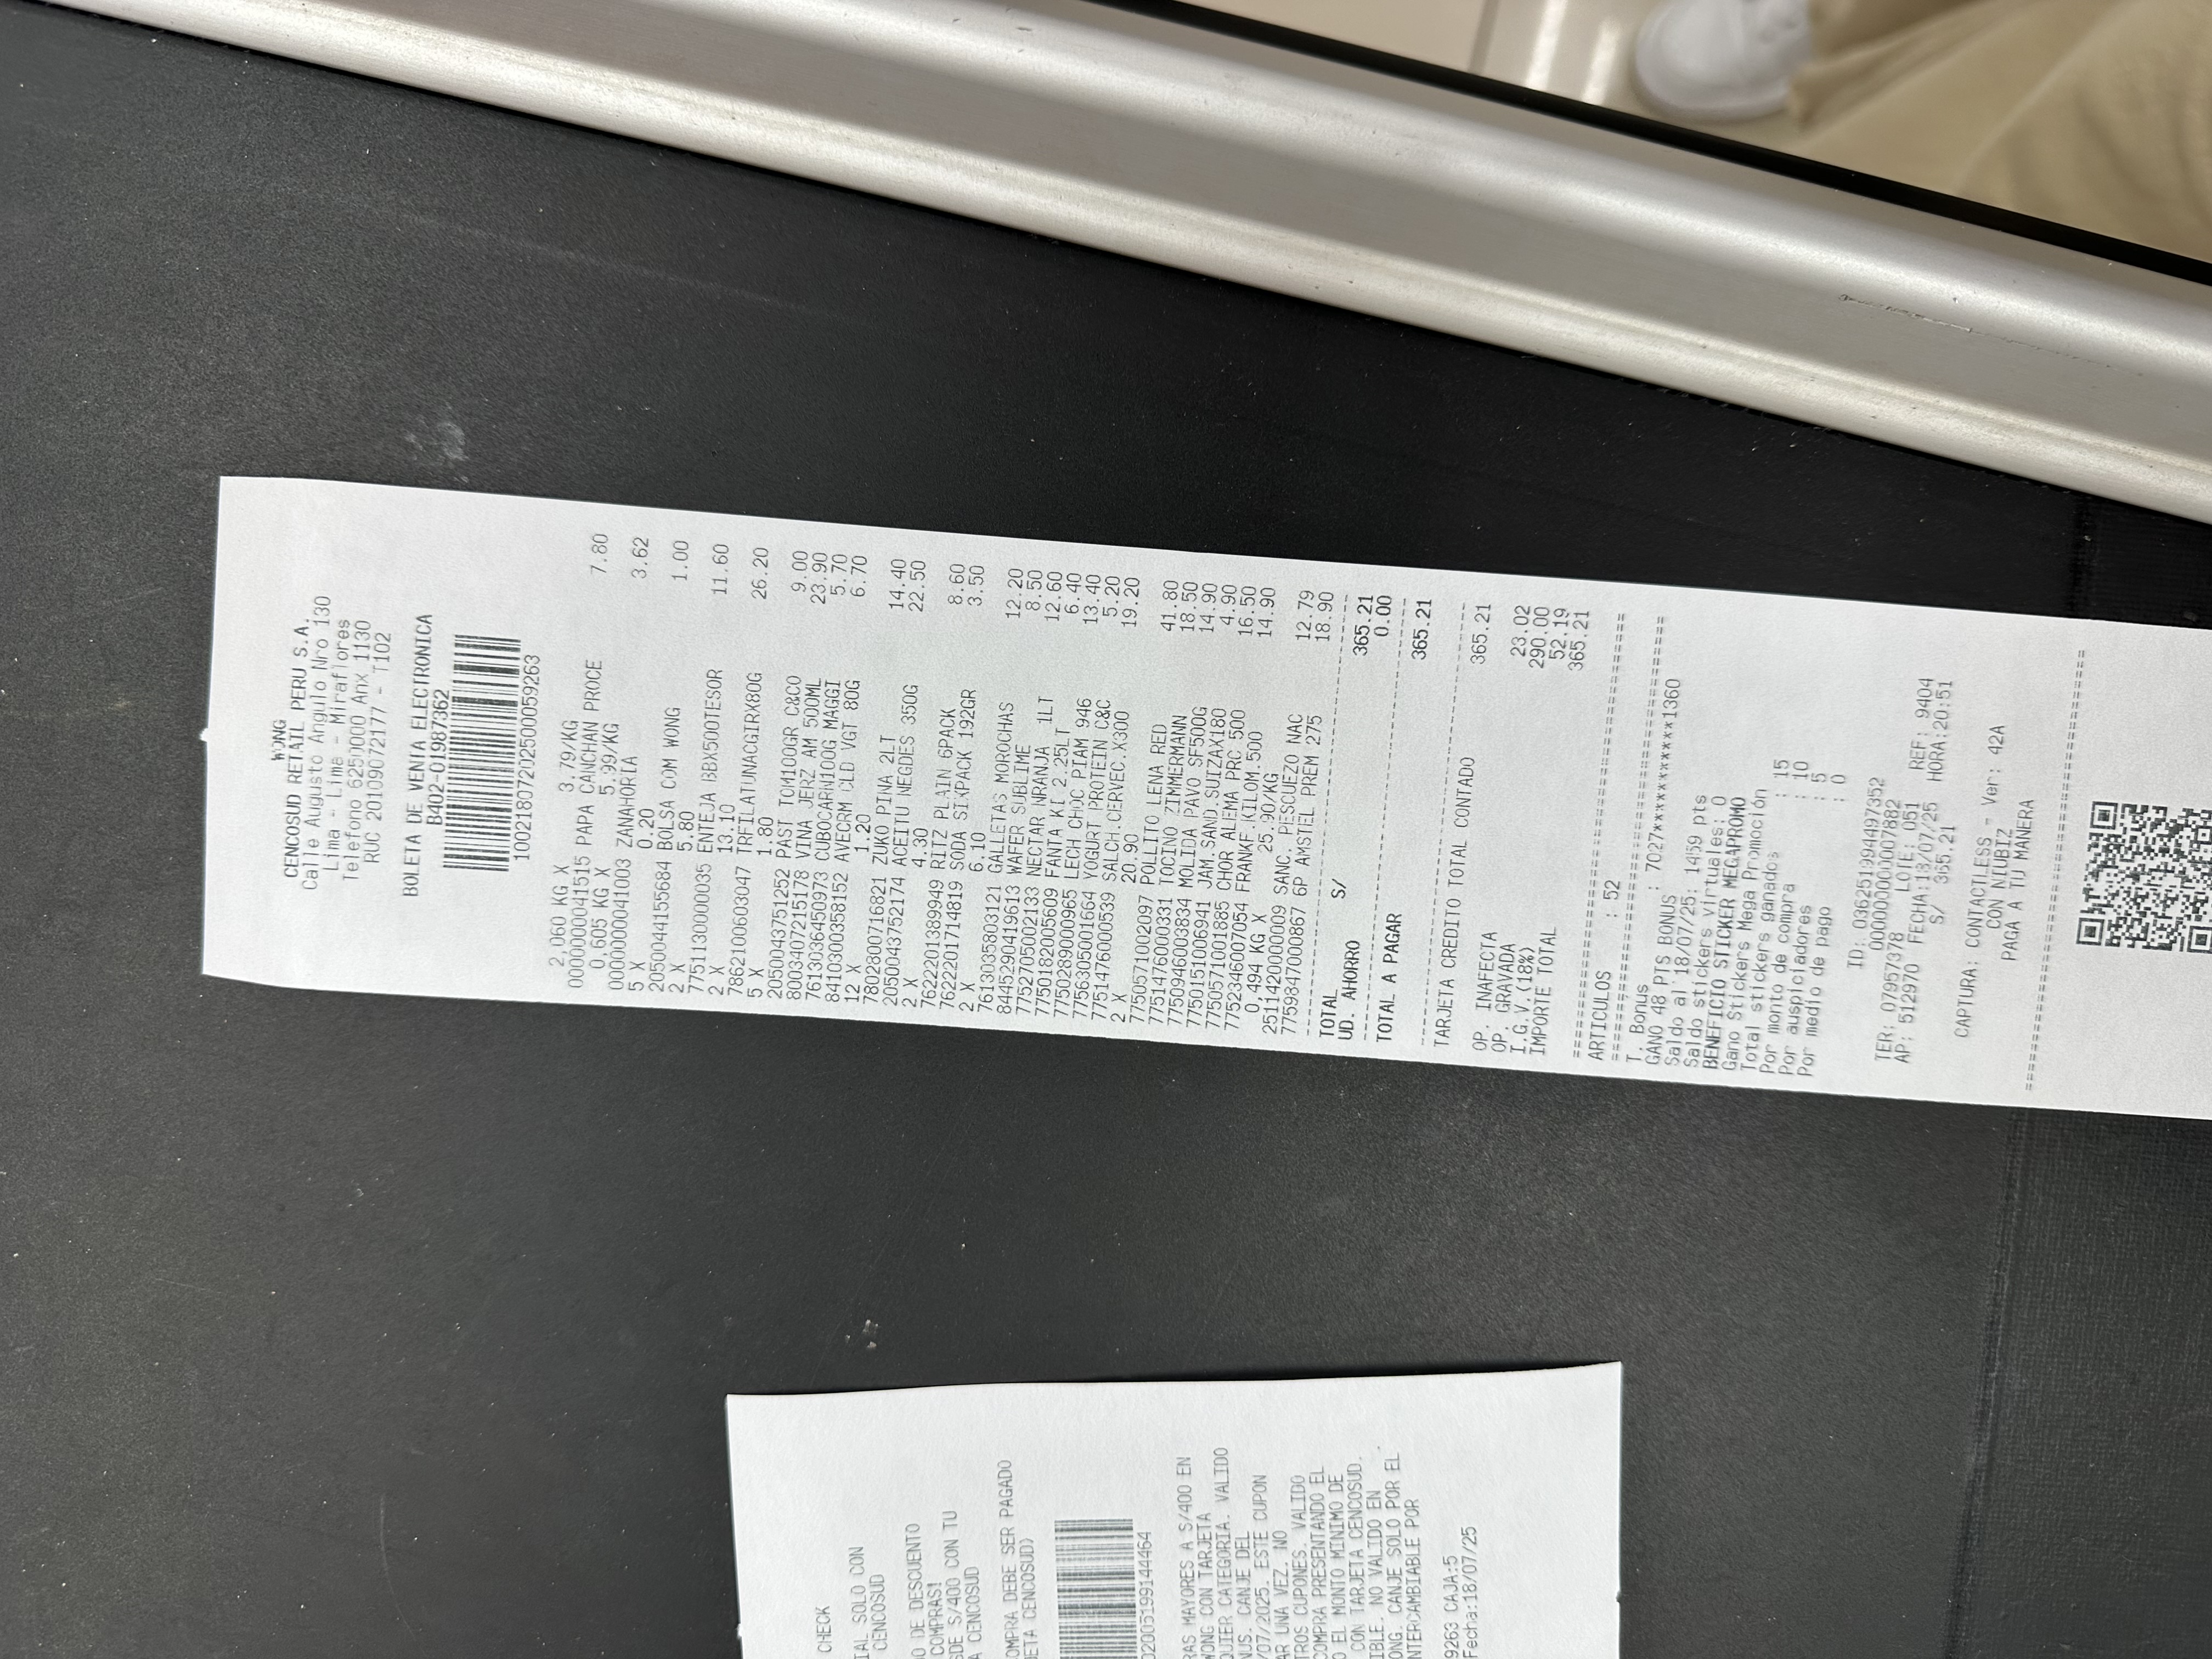 WONG
CENCOSUD RETAIL PERU S.A.
Calle Augusto Angulo Nro 130
Lima - Lima - Miraflores
Telefono 6250000 Anx 1130
RUC 20109072177 - T102
BOLETA DE VENTA ELECTRONICA
B402-01987362
1002180720250005926​3
2,060 KG X 3.79/KG
0000000041515 PAPA CANCHAN PROCE 7.80
0,605 KG X 5.99/KG
0000000041003 ZANAHORIA 3.62
5 X 0.20
2050044155684 BOLSA COM WONG 1.00
2 X 5.80
7751130000035 ENTEJA BBX500TESOR 11.60
2 X 13.10
7862100603047 TRFILATUNACGIRX80G 26.20
5 X 1.80
2050043751252 PAST TOM100GR C&CO 9.00
8003407215178 VINA JERZ AM 500ML 23.90
7613036450973 CUBOCARN100G MAGGI 5.70
8410300358152 AVECRM CLD VGT 80G 6.70
12 X 1.20
7802800716821 ZUKO PINA 2LT 14.40
2050043752174 ACEITU NEGDES 350G 22.50
2 X 4.30
7622201389949 RITZ PLAIN 6PACK 8.60
7622201714819 SODA SIXPACK 192GR 3.50
2 X 6.10
7613035803121 GALLETAS MOROCHAS 12.20
8445290419613 WAFER SUBLIME 8.50
7752705002133 NECTAR NRANJA 1LT 12.60
7750182005609 FANTA KI 2.25LT 6.40
7750289000965 LECH CHOC PIAM 946 13.40
7756305001664 YOGURT PROTEIN C&C 5.20
7751476000539 SALCH.CERVEC.X300 19.20
2 X 20.90
7750571002097 POLLITO LENA RED 41.80
7751476000331 TOCINO ZIMMERMANN 18.50
7750946003834 MOLIDA PAVO SF500G 14.90
7750151006941 JAM.SAND.SUIZAX180 4.90
7750571001885 CHOR ALEMA PRC 500 16.50
7752346007054 FRANKF.KILOM.500 14.90
0,494 KG X 25.90/KG
2511420000009 SANC. PESCUEZO NAC 12.79
7759847000867 6P AMSTEL PREM 275 18.90
TOTAL S/ 365.21
UD. AHORRO 0.00
TOTAL A PAGAR 365.21
TARJETA CREDITO TOTAL CONTADO 365.21
OP. INAFECTA 23.02
OP. GRAVADA 290.00
I.G.V.(18%) 52.19
IMPORTE TOTAL 365.21
ARTICULOS : 52
T. Bonus : 7027***********1360
GANO 48 PTS BONUS
Saldo al 18/07/25: 1459 pts
Saldo stickers virtuales: 0
BENEFICIO STICKER MEGAPROMO
Gano Stickers Mega Promoción
Total stickers ganados : 15
Por monto de compra : 10
Por auspiciadores : 5
Por medio de pago : 0
ID: 036251994497352
000000000007882
TER: 07957378 LOTE: 051 REF: 9404
AP: 512970 FECHA:18/07/25 HORA:20:51
S/ 365.21
CAPTURA: CONTACTLESS - Ver: 42A
CON NIUBIZ
PAGA A TU MANERA
CHECK
IAL SOLO CON
CENCOSUD
O DE DESCUENTO
COMPRAS!
SDE S/400 CON TU
A CENCOSUD
OMPRA DEBE SER PAGADO
JETA CENCOSUD)
02005199144464
RAS MAYORES A S/400 EN
WONG CON TARJETA
QUIER CATEGORIA. VALIDO
NUS. CANJE DEL
/07/2025. ESTE CUPON
AR UNA VEZ. NO
TROS CUPONES. VALIDO
COMPRA PRESENTANDO EL
O EL MONTO MINIMO DE
CON TARJETA CENCOSUD.
IBLE. NO VALIDO EN
ONG. CANJE SOLO POR EL
NTERCAMBIABLE POR
9263 CAJA:5
Fecha:18/07/25